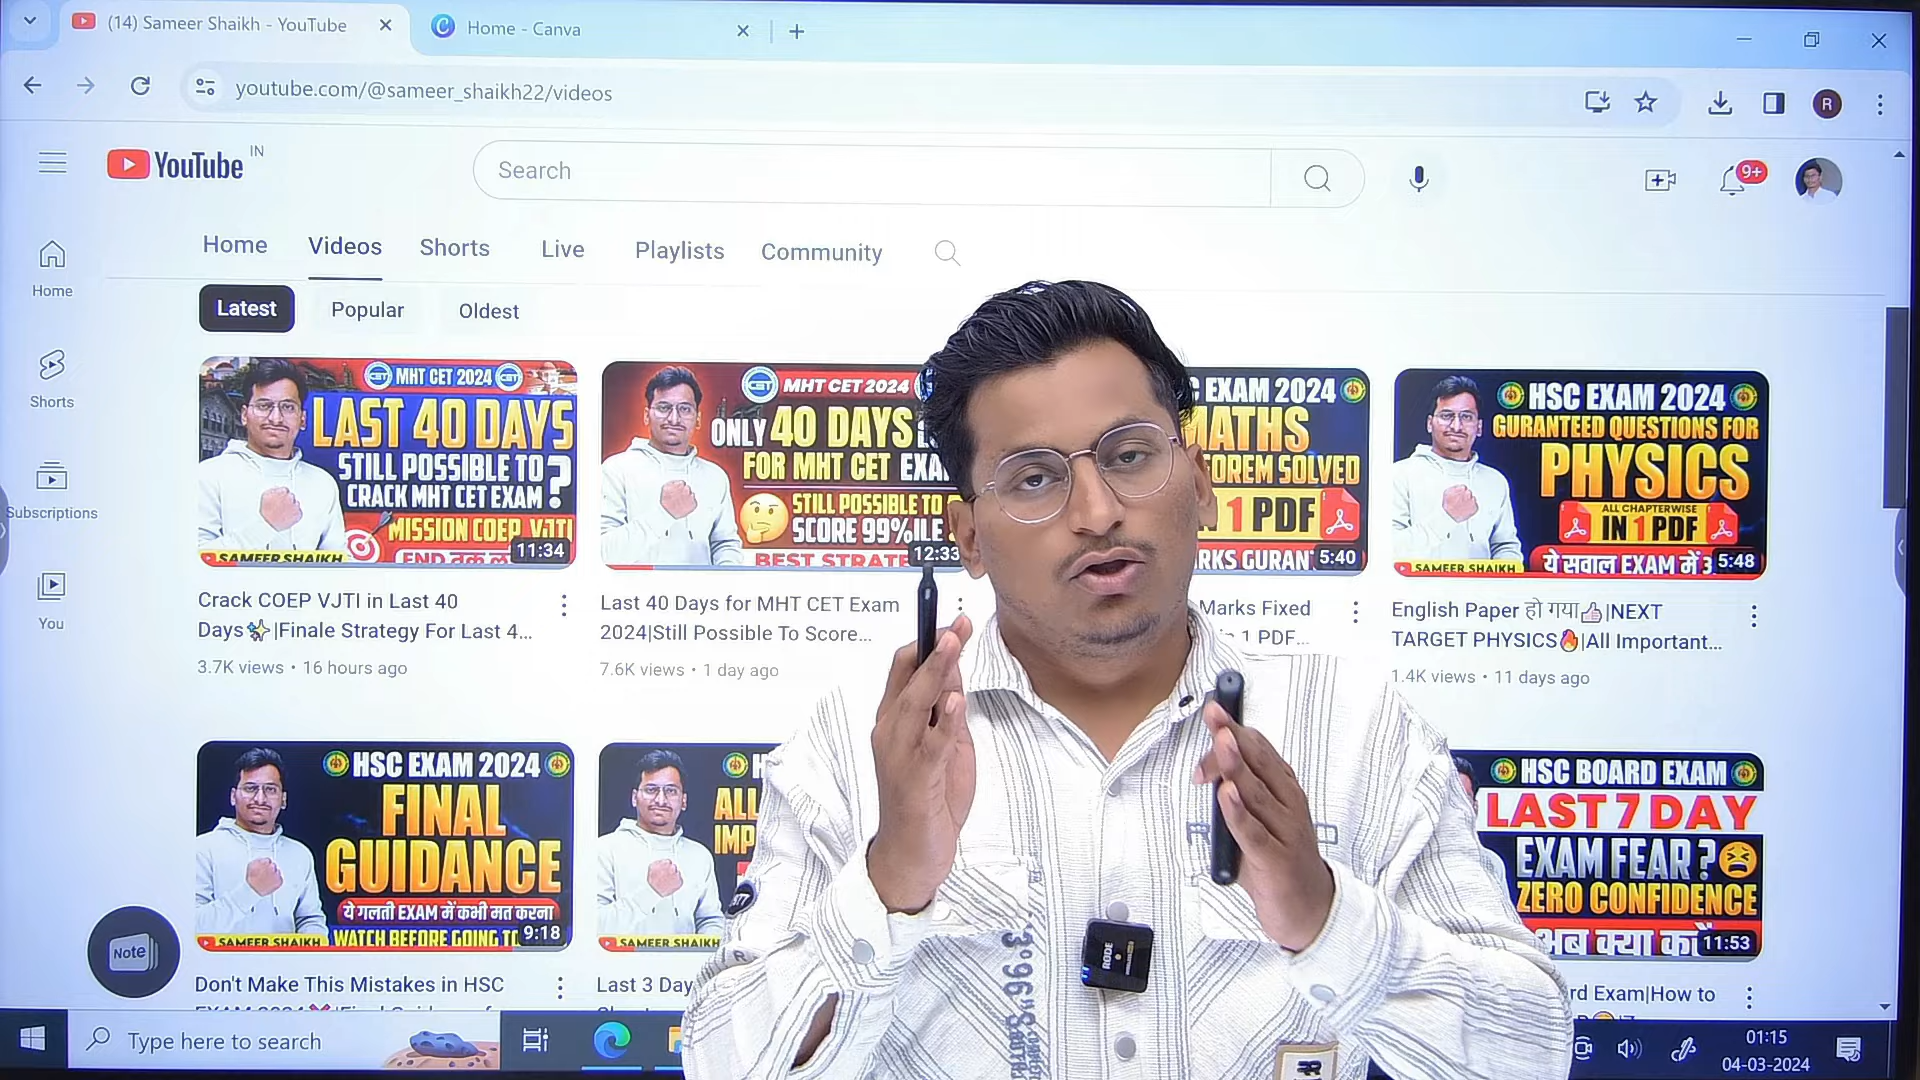 (14) Sameer Shaikh - YouTube
Home - Canva
youtube.com/@sameer_shaikh22/videos
R
YouTube IN
Search
9+
Home Videos Shorts Live Playlists Community
Latest Popular Oldest
Home
Shorts
Subscriptions
You
MHT CET 2024
LAST 40 DAYS
STILL POSSIBLE TO
CRACK MHT CET EXAM ?
MISSION COEP, VJTI
SAMEER SHAIKH
11:34
Crack COEP VJTI in Last 40
Days✨|Finale Strategy For Last 4...
3.7K views • 16 hours ago
CET MHT CET 2024
ONLY 40 DAYS
FOR MHT CET EXA
STILL POSSIBLE TO
SCORE 99%ILE
BEST STRATE
12:33
Last 40 Days for MHT CET Exam
2024|Still Possible To Score...
7.6K views • 1 day ago
EXAM 2024
MATHS
OREM SOLVED
1 PDF
RKS GURAN
5:40
Marks Fixed
1 PDF...
HSC EXAM 2024
GURANTEED QUESTIONS FOR
PHYSICS
ALL CHAPTERWISE
IN 1 PDF
SAMEER SHAIKH
ये सवाल EXAM में
5:48
English Paper हो गया👍|NEXT
TARGET PHYSICS🔥|All Important...
1.4K views • 11 days ago
HSC EXAM 2024
FINAL
GUIDANCE
ये गलती EXAM में कभी मत करना
SAMEER SHAIKH
WATCH BEFORE GOING TO
9:18
Don't Make This Mistakes in HSC
ALL
IMP
SAMEER SHAIKH
Last 3 Day
HSC BOARD EXAM
LAST 7 DAY
EXAM FEAR ?
ZERO CONFIDENCE
अब क्या
11:53
rd Exam|How to
Note
RODE
Type here to search
01:15
04-03-2024